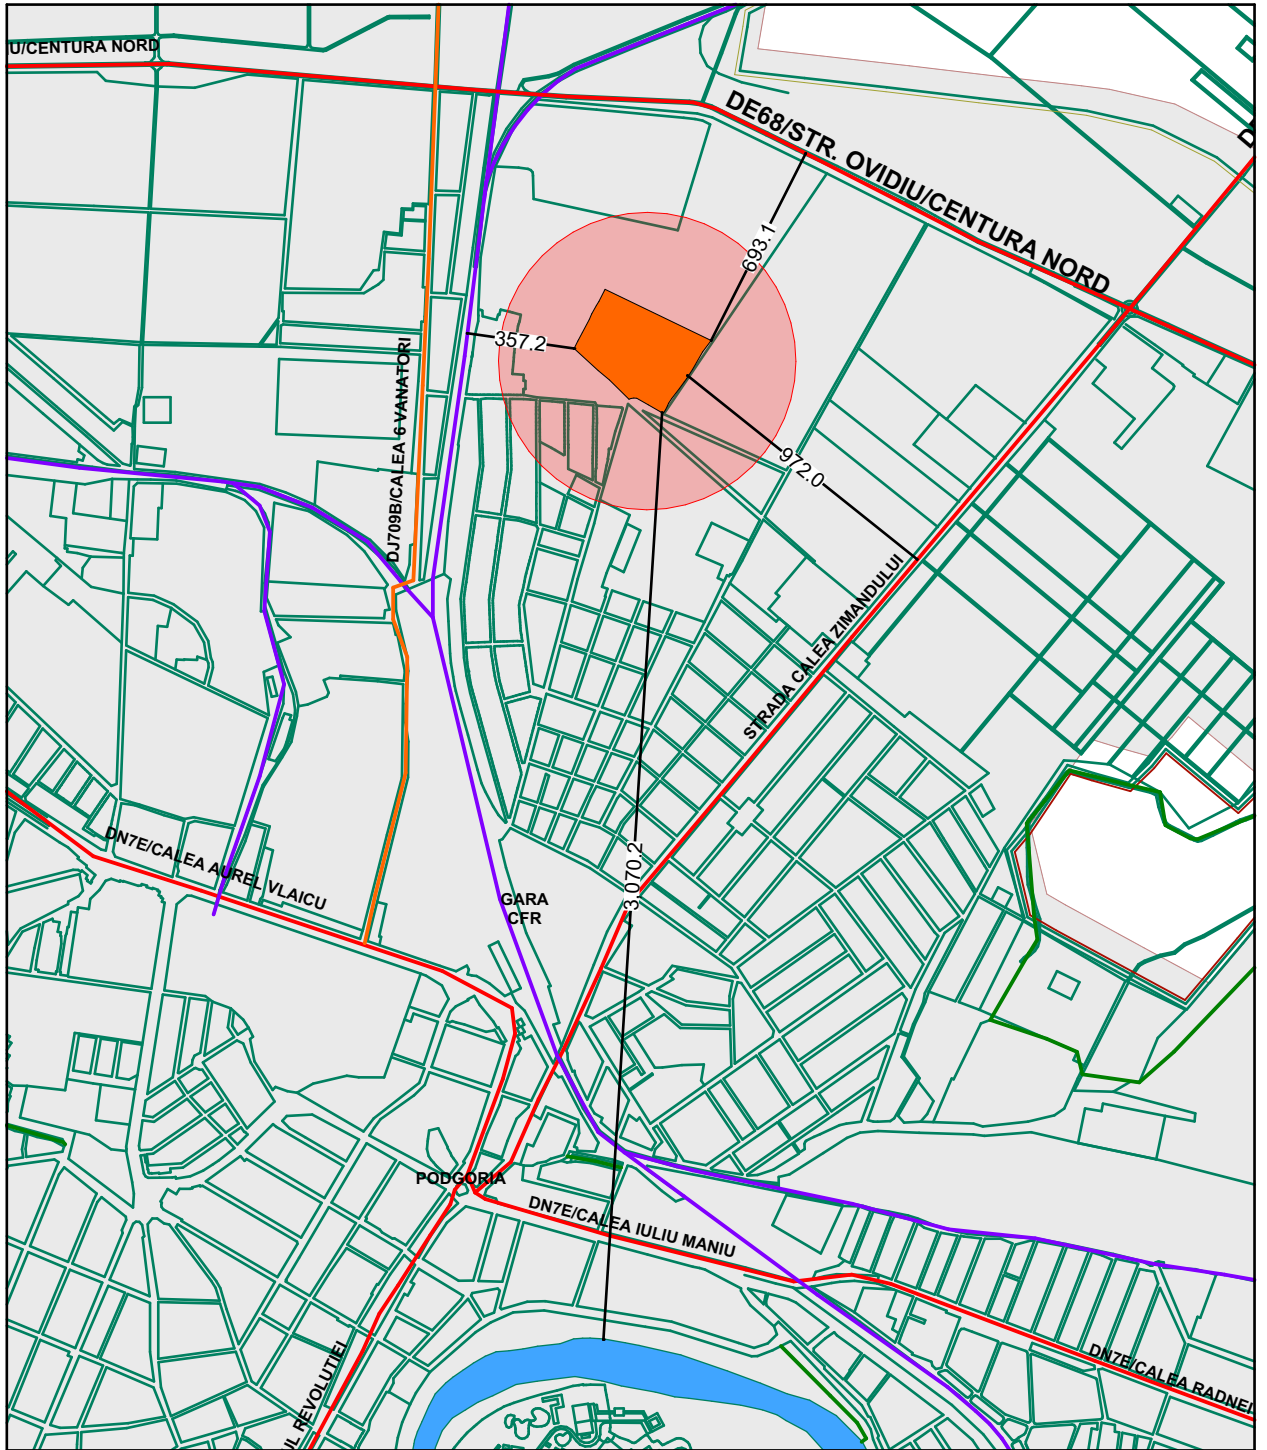 U/CENTURA NORD
DE68/STR. OVIDIU/CENTURA NORD
693.1
357.2
DJ709B/CALEA 6 VANATORI
972.0
STRADA CALEA ZIMANDULUI
3,070.2
DN7E/CALEA AUREL VLAICU
GARA
CFR
PODGORIA
DN7E/CALEA IULIU MANIU
DN7E/CALEA RADNEI
UL REVOLUTIEI